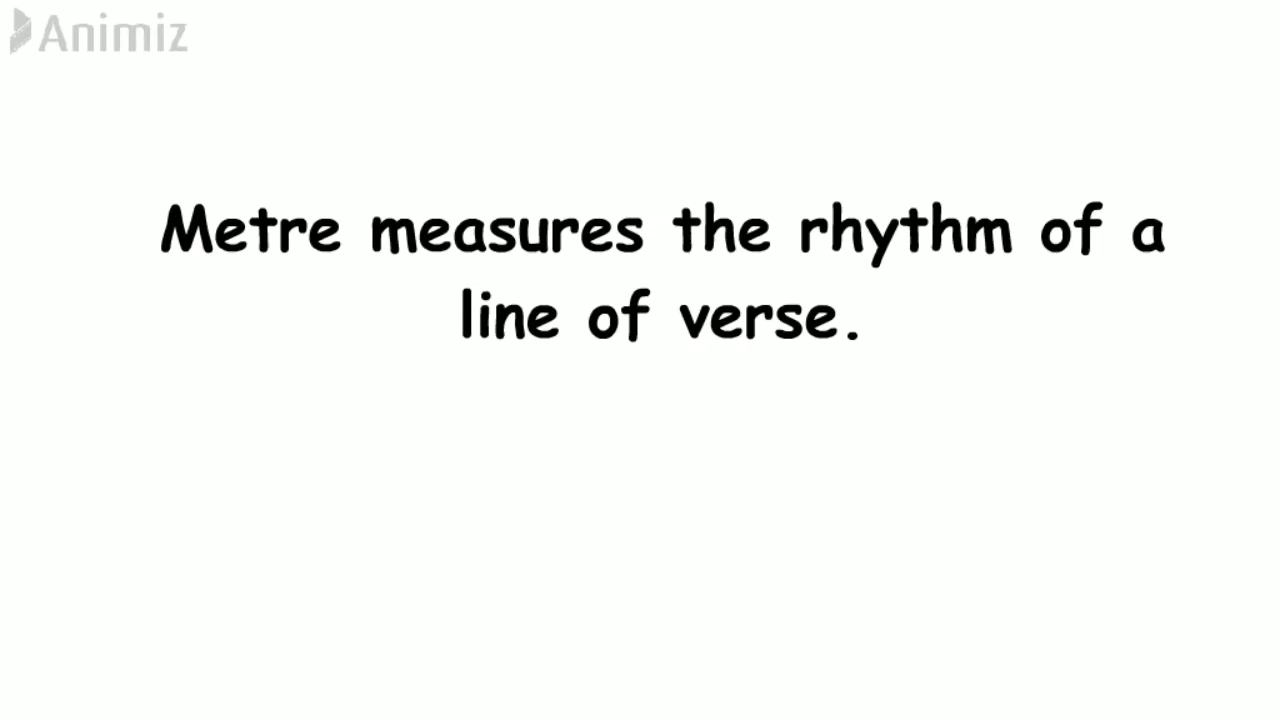 Animiz
Metre measures the rhythm of a
line of verse.